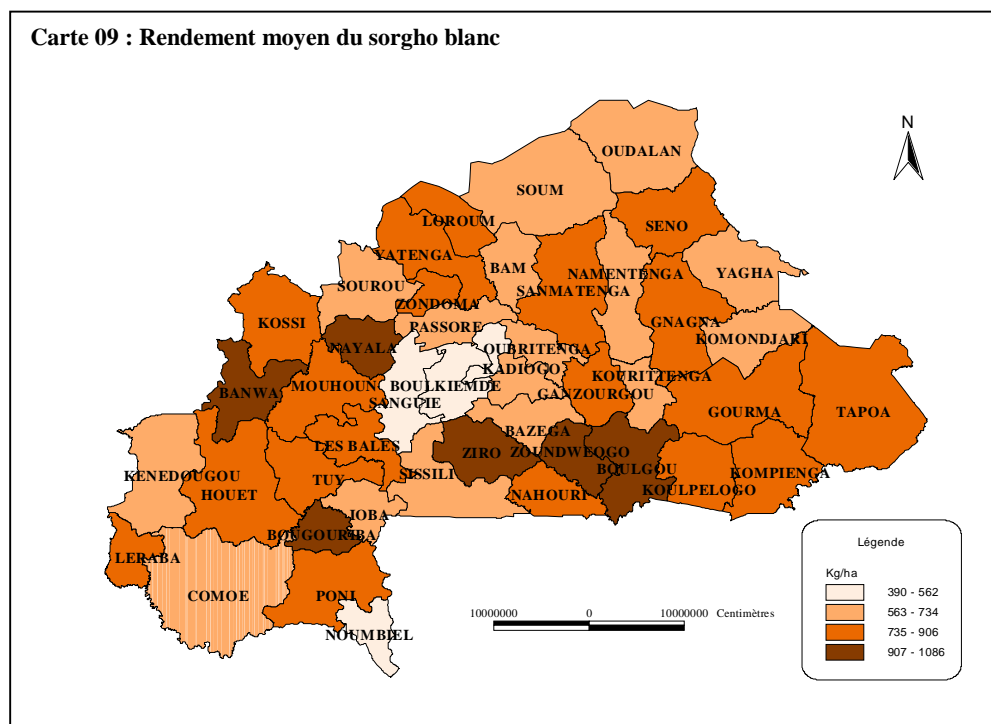 Carte 09 : Rendement moyen du sorgho blanc
N
OUDALAN
SOUM
LOROUM
SENO
YATENGA
BAM
NAMENTENGA
YAGHA
SOUROU
SANMATENGA
ZONDOMA
KOSSI
PASSORE
GNAGNA
KOMONDJARI
NAYALA
OUBRITENGA
KADIOGO
KOURITTENGA
BANWA
MOUHOUN
BOULKIEMDE
SANGUIE
GANZOURGOU
GOURMA
TAPOA
BAZEGA
LES BALES
ZIRO
ZOUNDWEOGO
BOULGOU
KENEDOUGOU
HOUET
TUY
SISSILI
NAHOURI
KOULPELOGO
KOMPIENGA
IOBA
BOUGOURIBA
LERABA
COMOE
PONI
NOUMBIEL
10000000 0 10000000 Centimètres
Légende
Kg/ha
390 - 562
563 - 734
735 - 906
907 - 1086